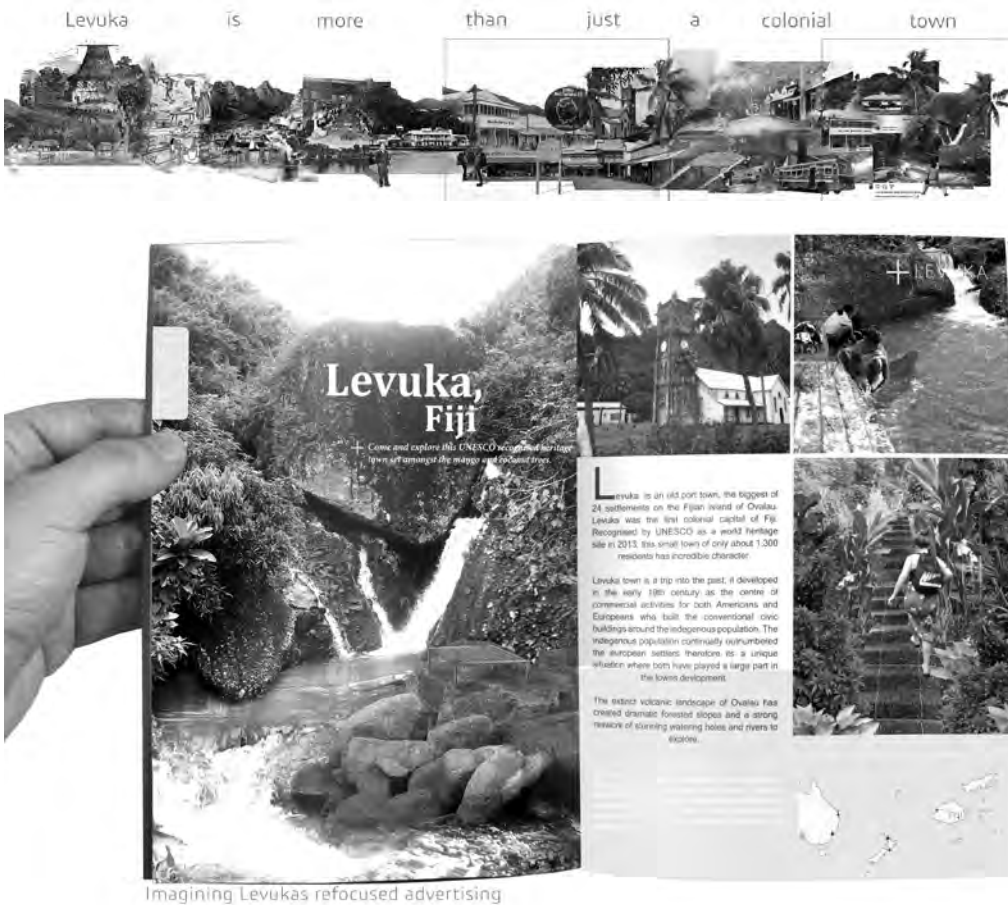 Levuka is more than just a colonial town
Levuka,
Fiji
Come and explore this UNESCO recognised heritage
town set amongst the mango and coconut trees.
LEVUKA
Levuka is an old port town, the biggest of
24 settlements on the Fijian island of Ovalau.
Levuka was the first colonial capital of Fiji.
Recognised by UNESCO as a world heritage
site in 2013, this small town of only about 1,300
residents has incredible character.
Levuka town is a trip into the past, it developed
in the early 19th century as the centre of
commercial activities for both Americans and
Europeans who built the conventional civic
buildings around the indegenous population. The
indegenous population continually outnumbered
the european settlers therefore its a unique
situation where both have played a large part in
the towns devlopment.
The extinct volcanic landscape of Ovalau has
created dramatic forested slopes and a strong
network of stunning watering holes and rivers to
explore.
Imagining Levukas refocused advertising